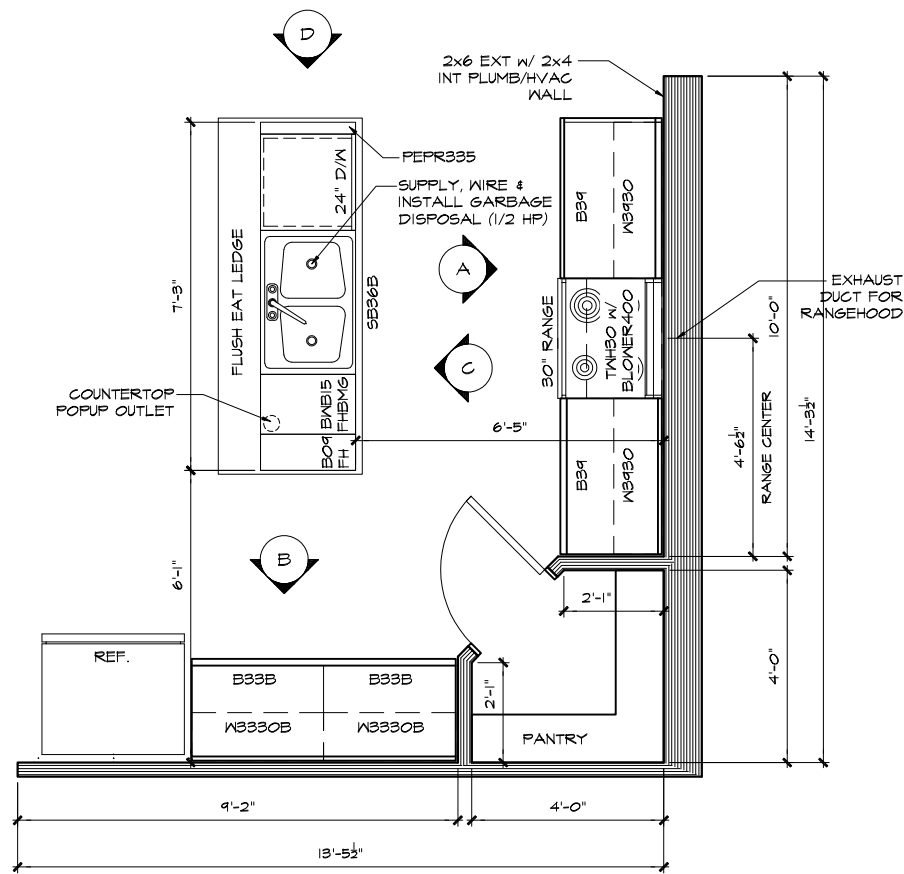 D
2x6 EXT w/ 2x4
INT PLUMB/HVAC
WALL
PEPR335
24" D/W
SUPPLY, WIRE &
INSTALL GARBAGE
DISPOSAL (1/2 HP)
B39
W3930
FLUSH EAT LEDGE
7'-3"
SB36B
A
C
30" RANGE
TWH30 W/
BLOWER400
EXHAUST
DUCT FOR
RANGEHOOD
10'-0"
COUNTERTOP
POPUP OUTLET
BWB15
FHBMG
B09
FH
6'-5"
B39
W3930
4'-6½"
RANGE CENTER
14'-3½"
B
6'-1"
2'-1"
REF.
B33B
B33B
W3330B
W3330B
2'-1"
PANTRY
4'-0"
9'-2"
4'-0"
13'-5½"